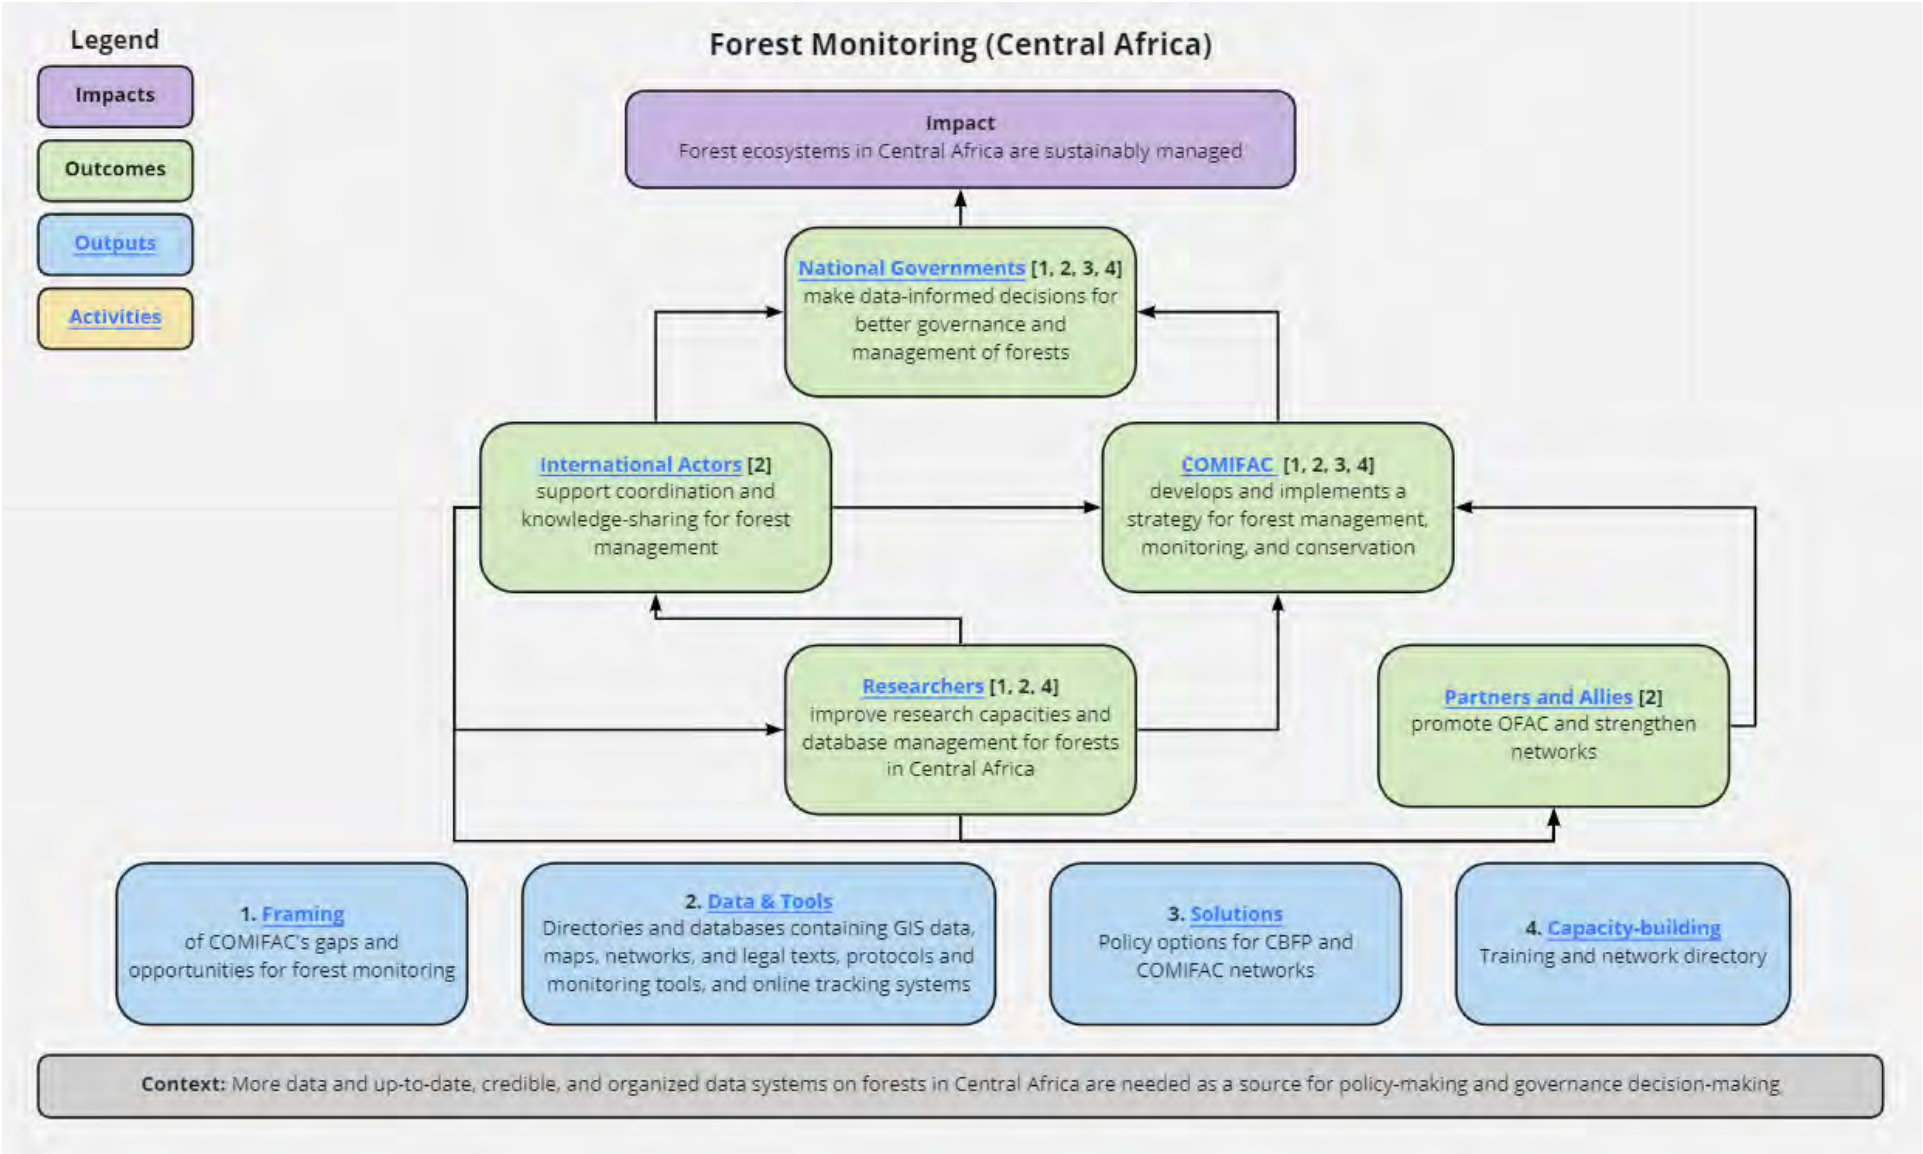 Legend
Impacts
Outcomes
Outputs
Activities
Forest Monitoring (Central Africa)
Impact
Forest ecosystems in Central Africa are sustainably managed
National Governments [1, 2, 3, 4]
make data-informed decisions for
better governance and
management of forests
International Actors [2]
support coordination and
knowledge-sharing for forest
management
COMIFAC [1, 2, 3, 4]
develops and implements a
strategy for forest management,
monitoring, and conservation
Researchers [1, 2, 4]
improve research capacities and
database management for forests
in Central Africa
Partners and Allies [2]
promote OFAC and strengthen
networks
1. Framing
of COMIFAC's gaps and
opportunities for forest monitoring
2. Data & Tools
Directories and databases containing GIS data,
maps, networks, and legal texts, protocols and
monitoring tools, and online tracking systems
3. Solutions
Policy options for CBFP and
COMIFAC networks
4. Capacity-building
Training and network directory
Context: More data and up-to-date, credible, and organized data systems on forests in Central Africa are needed as a source for policy-making and governance decision-making